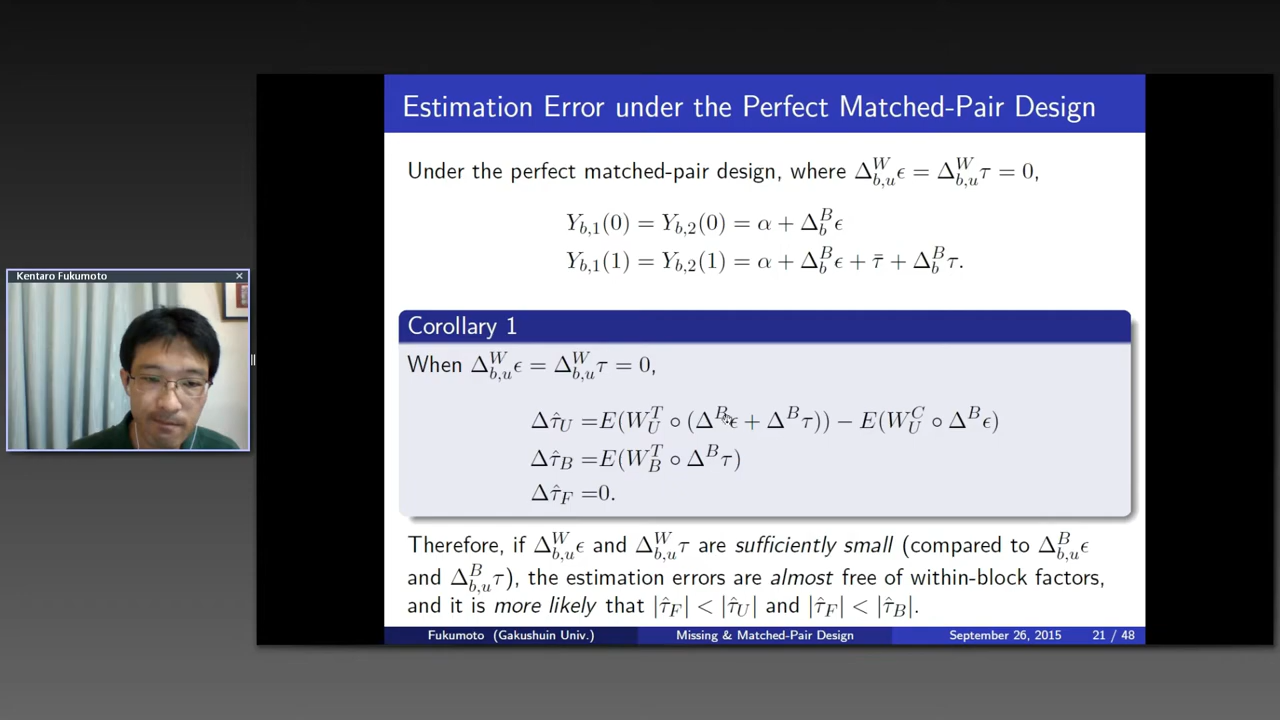 Estimation Error under the Perfect Matched-Pair Design
Under the perfect matched-pair design, where Δ^W_{b,u}ϵ = Δ^W_{b,u}τ = 0,
Y_{b,1}(0) = Y_{b,2}(0) = α + Δ^B_b ϵ
Y_{b,1}(1) = Y_{b,2}(1) = α + Δ^B_b ϵ + τ̄ + Δ^B_b τ.
Kentaro Fukumoto
Corollary 1
When Δ^W_{b,u}ϵ = Δ^W_{b,u}τ = 0,
Δτ̂_U =E(W^T_U ∘ (Δ^Bϵ + Δ^Bτ)) − E(W^C_U ∘ Δ^Bϵ)
Δτ̂_B =E(W^T_B ∘ Δ^Bτ)
Δτ̂_F =0.
Therefore, if Δ^W_{b,u}ϵ and Δ^W_{b,u}τ are sufficiently small (compared to Δ^B_{b,u}ϵ
and Δ^B_{b,u}τ), the estimation errors are almost free of within-block factors,
and it is more likely that |τ̂_F| < |τ̂_U| and |τ̂_F| < |τ̂_B|.
Fukumoto (Gakushuin Univ.) Missing & Matched-Pair Design September 26, 2015 21 / 48